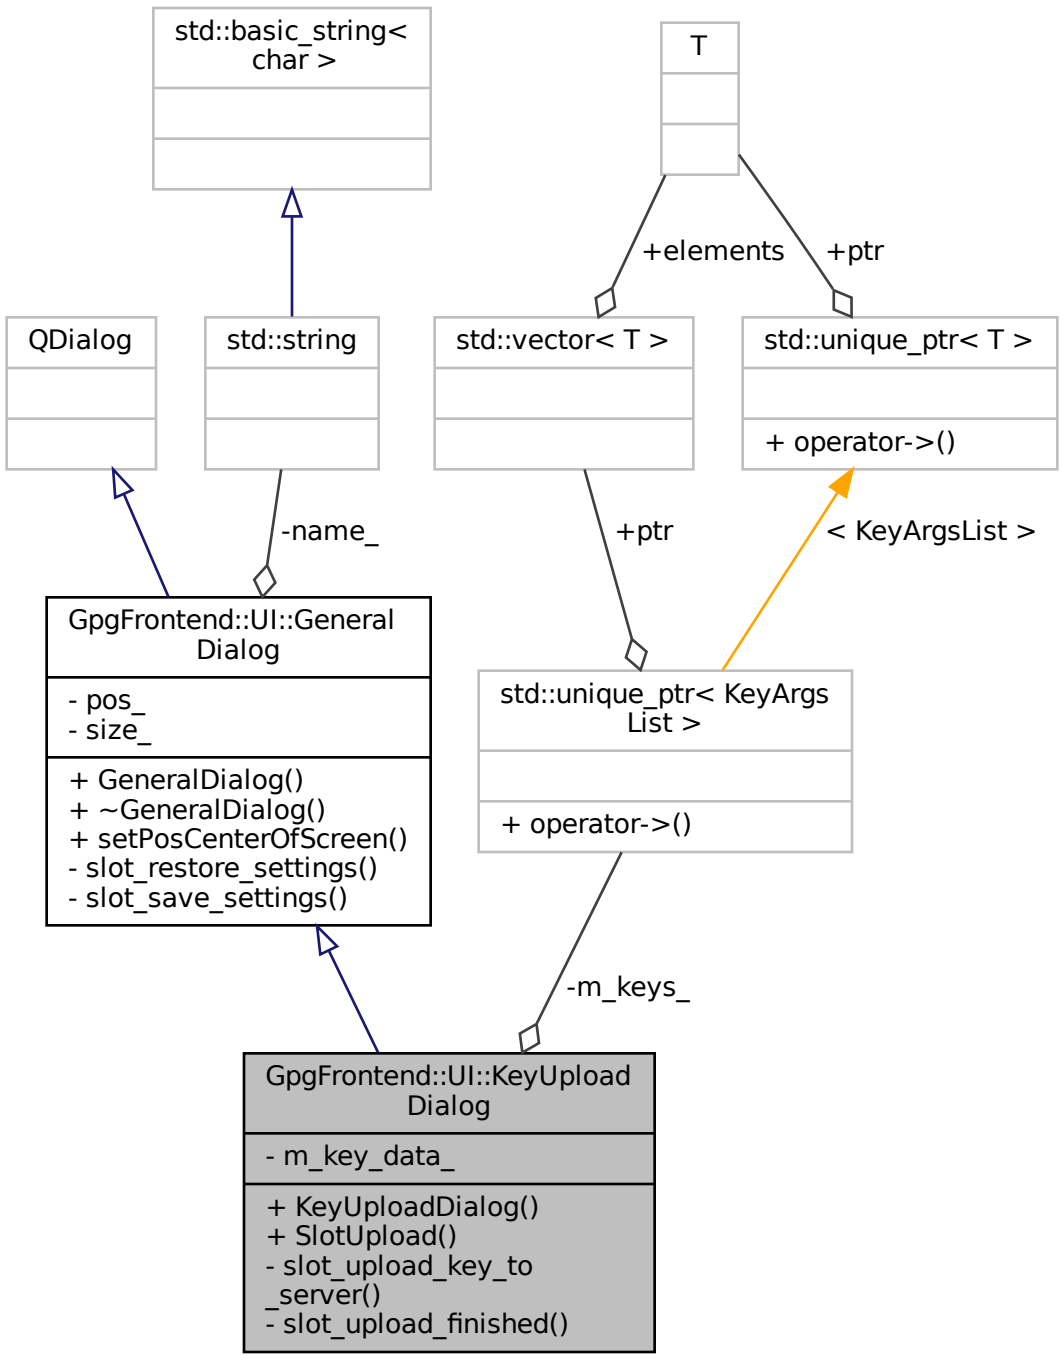 std::basic_string<
char >
T
+elements
+ptr
QDialog
std::string
std::vector< T >
std::unique_ptr< T >
+ operator->()
-name_
+ptr
< KeyArgsList >
GpgFrontend::UI::General
Dialog
- pos_
- size_
+ GeneralDialog()
+ ~GeneralDialog()
+ setPosCenterOfScreen()
- slot_restore_settings()
- slot_save_settings()
std::unique_ptr< KeyArgs
List >
+ operator->()
-m_keys_
GpgFrontend::UI::KeyUpload
Dialog
- m_key_data_
+ KeyUploadDialog()
+ SlotUpload()
- slot_upload_key_to
_server()
- slot_upload_finished()